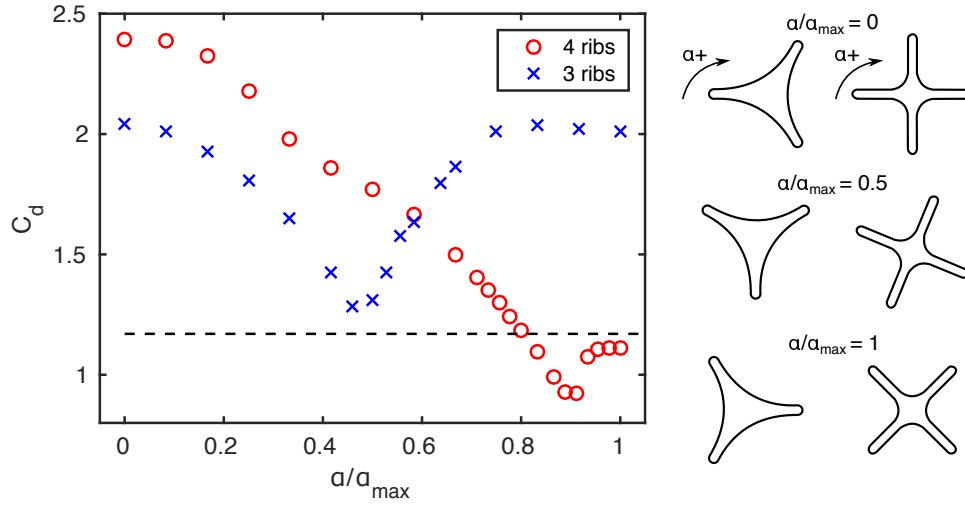 2.5
2
1.5
1
C_d
0
0.2
0.4
0.6
0.8
1
α/α_max
4 ribs
3 ribs
α/α_max = 0
α+
α+
α/α_max = 0.5
α/α_max = 1